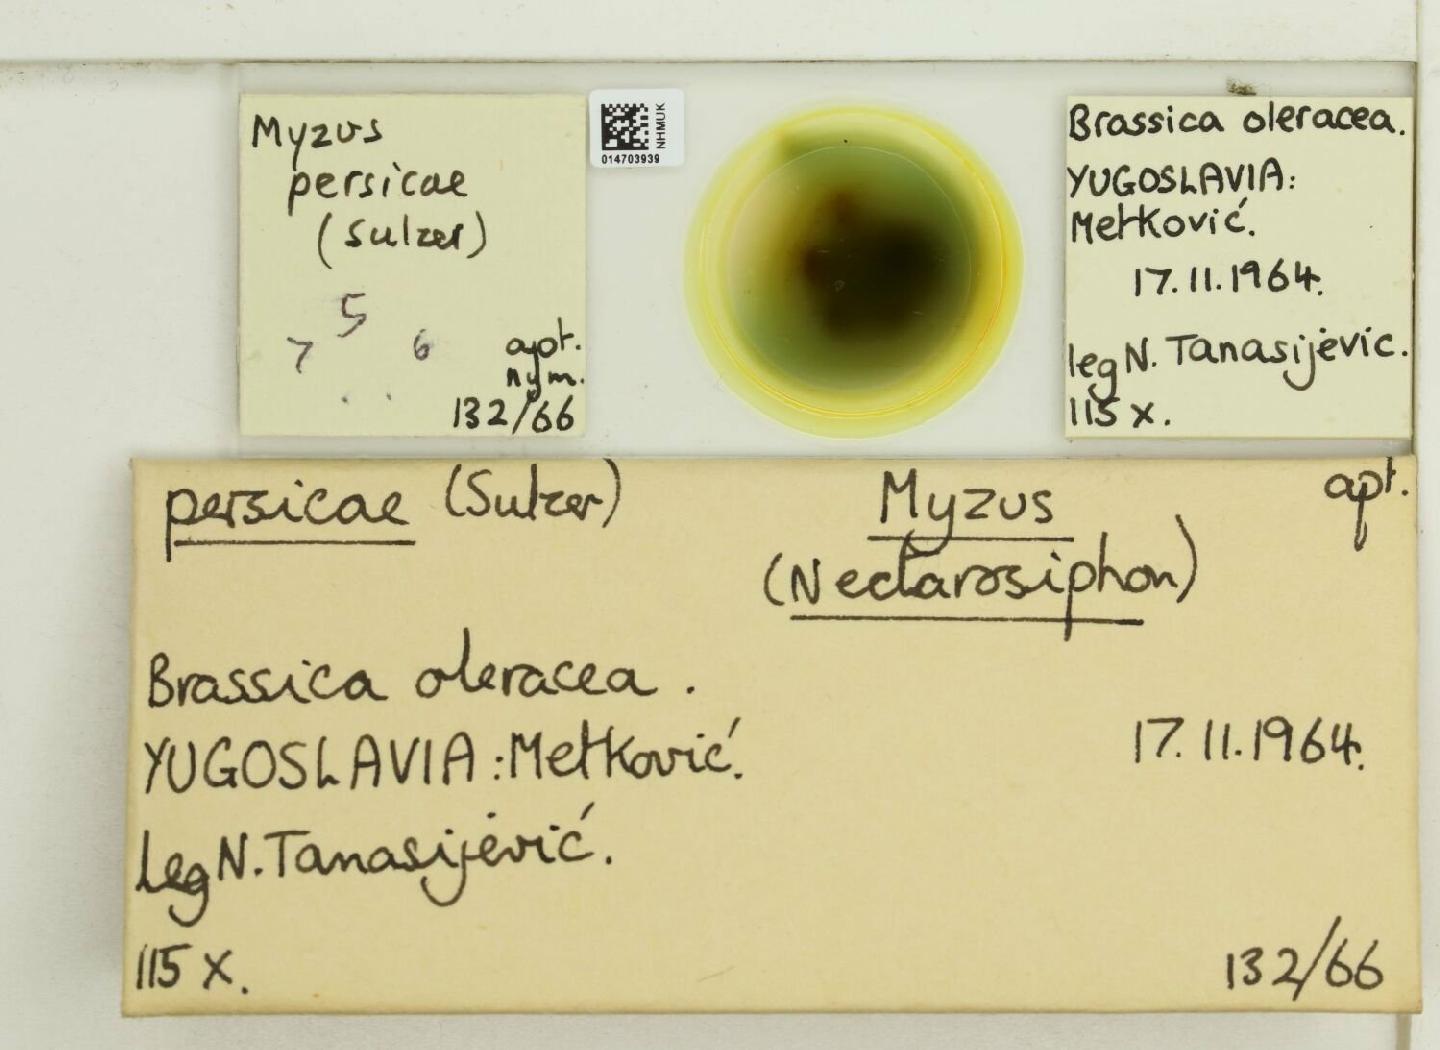 Myzus
persicae
(Sulzer)
5
7 6
apt.
nym.
132/66
NHMUK
014703939
Brassica oleracea.
YUGOSLAVIA:
Metković.
17.11.1964.
leg N. Tanasijevic.
115 x.
persicae (Sulzer) Myzus apt.
(Nectarosiphon)
Brassica oleracea.
YUGOSLAVIA: Metković. 17.11.1964.
Leg N. Tanasijević.
115 x. 132/66